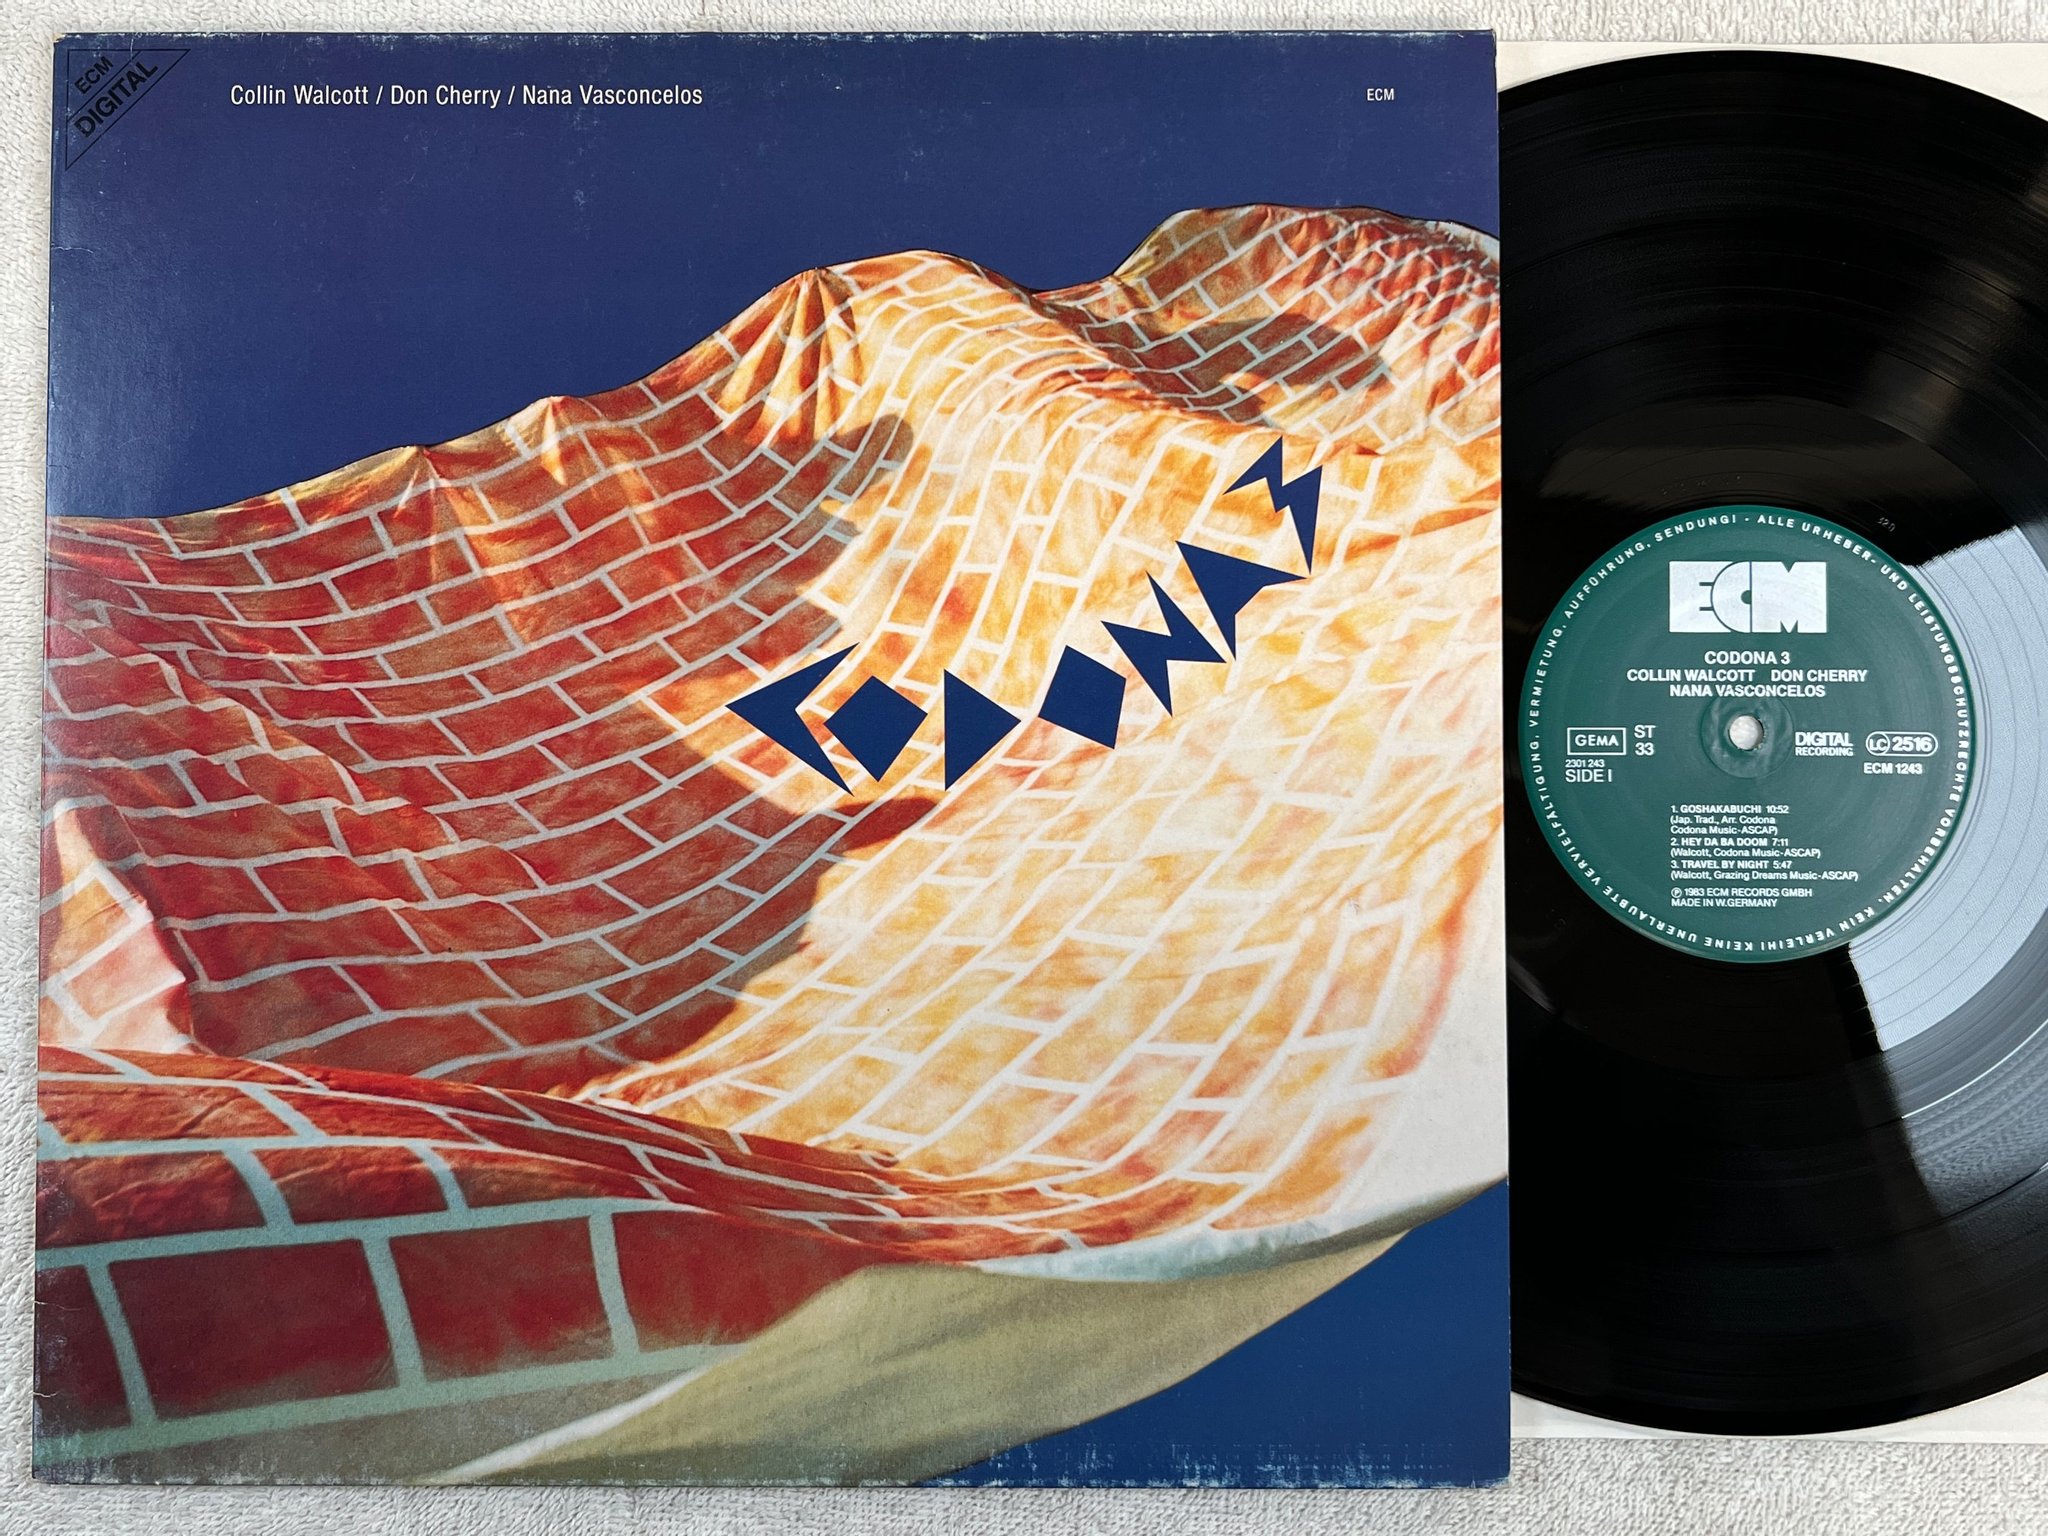 ECM
DIGITAL
Collin Walcott / Don Cherry / Nana Vasconcelos
ECM
CODONA 3
ECM
CODONA 3
COLLIN WALCOTT DON CHERRY
NANA VASCONCELOS
GEMA
ST
33
2301 243
SIDE I
DIGITAL
RECORDING
LC 2516
ECM 1243
1. GOSHAKABUCHI 10:52
(Jap. Trad., Arr. Codona
Codona Music-ASCAP)
2. HEY DA BA DOOM 7:11
(Walcott, Codona Music-ASCAP)
3. TRAVEL BY NIGHT 5:47
(Walcott, Grazing Dreams Music-ASCAP)
℗ 1983 ECM RECORDS GMBH
MADE IN W.GERMANY
ALLE URHEBER- UND LEISTUNGSSCHUTZRECHTE VORBEHALTEN. KEIN VERLEIH! KEINE UNERLAUBTE VERVIELFÄLTIGUNG, VERMIETUNG, AUFFÜHRUNG, SENDUNG! -